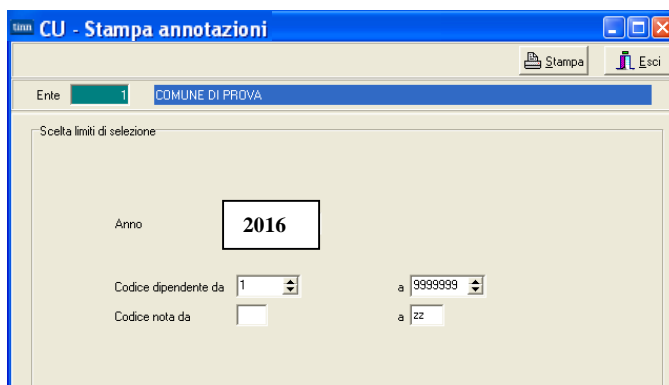 tinn CU - Stampa annotazioni
Stampa Esci
Ente 1 COMUNE DI PROVA
Scelta limiti di selezione
Anno 2016
Codice dipendente da 1 a 9999999
Codice nota da a zz